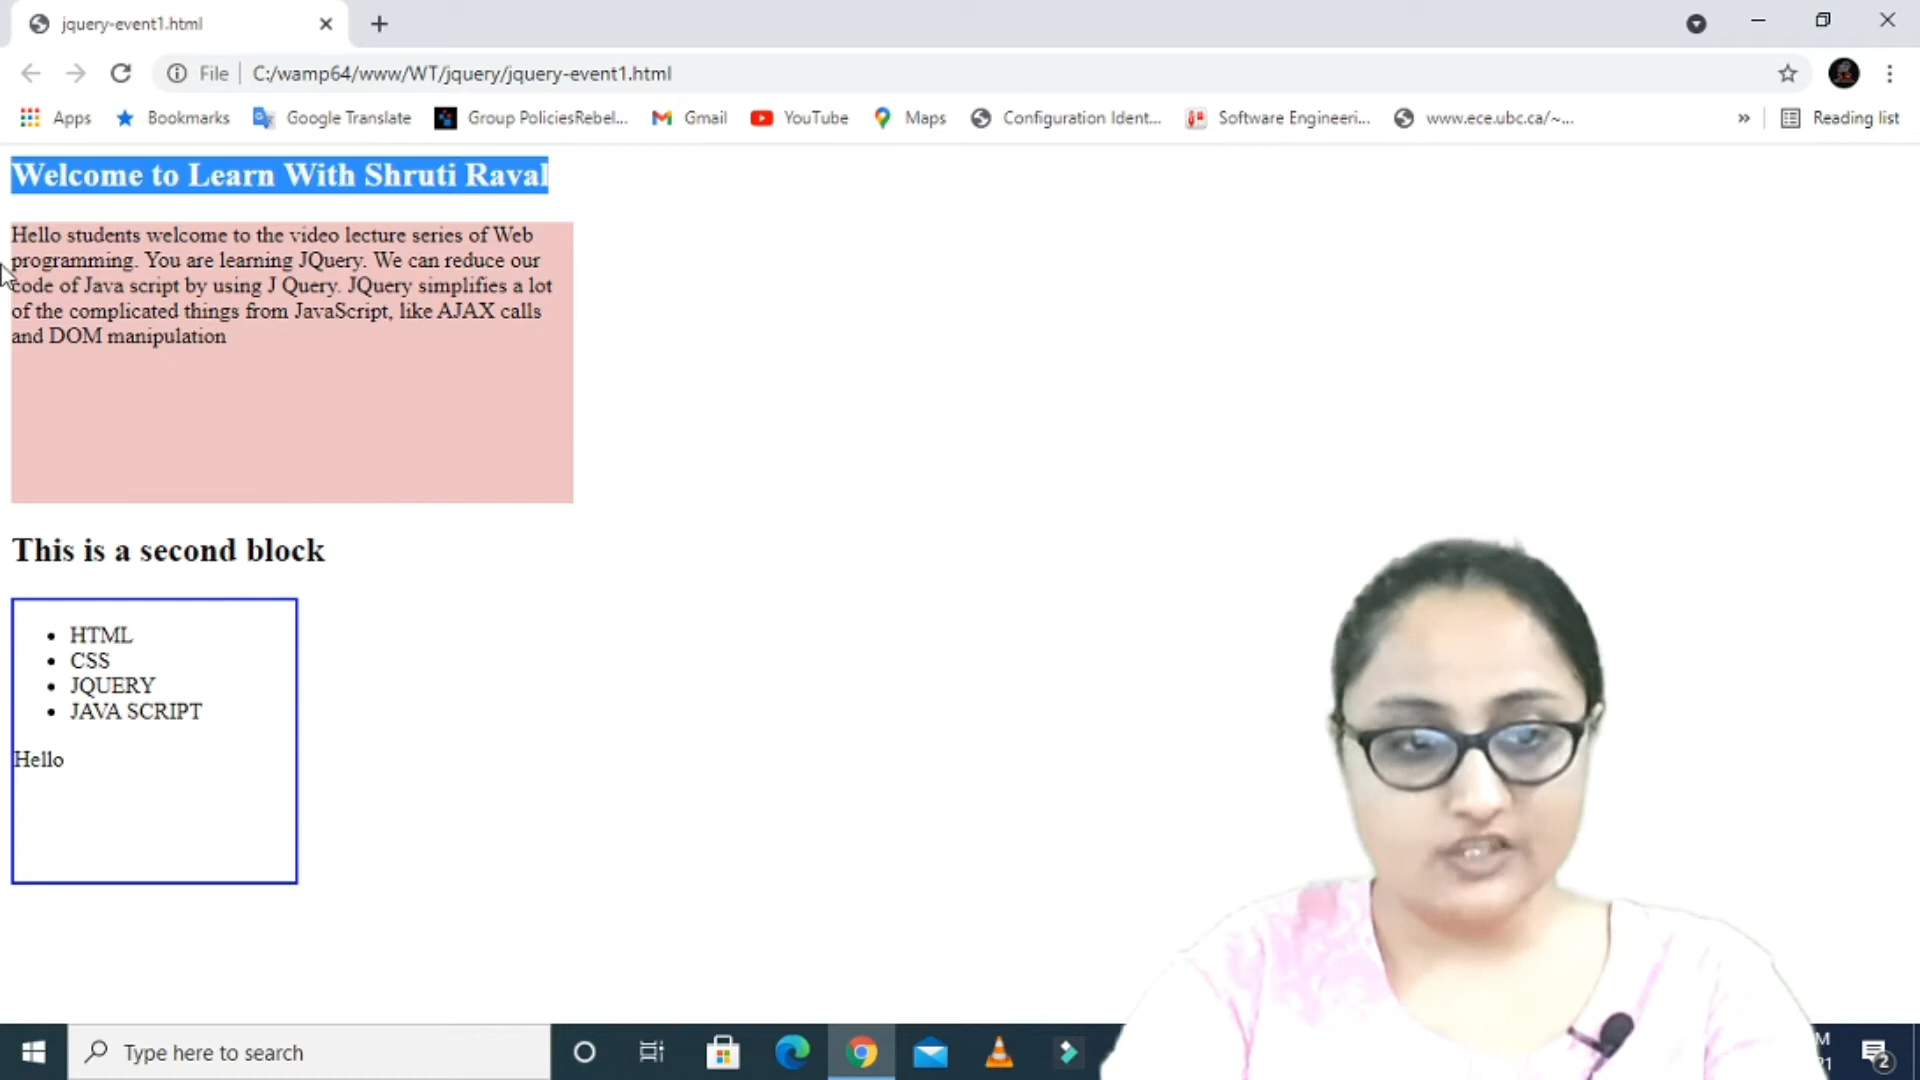 jquery-event1.html
File C:/wamp64/www/WT/jquery/jquery-event1.html
Apps Bookmarks Google Translate Group PoliciesRebel... Gmail YouTube Maps Configuration Ident... Software Engineeri... www.ece.ubc.ca/~... » Reading list
Welcome to Learn With Shruti Raval
Hello students welcome to the video lecture series of Web
programming. You are learning JQuery. We can reduce our
code of Java script by using J Query. JQuery simplifies a lot
of the complicated things from JavaScript, like AJAX calls
and DOM manipulation
This is a second block
• HTML
• CSS
• JQUERY
• JAVA SCRIPT
Hello
Type here to search
2